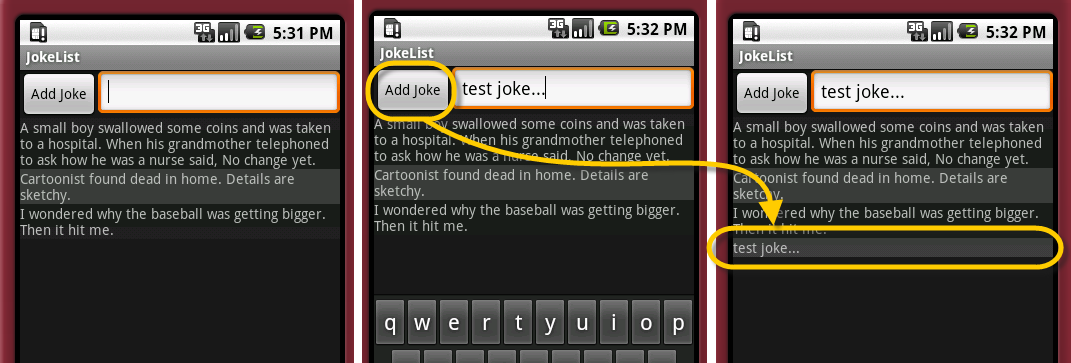 3G 5:31 PM
JokeList
Add Joke
A small boy swallowed some coins and was taken
to a hospital. When his grandmother telephoned
to ask how he was a nurse said, No change yet.
Cartoonist found dead in home. Details are
sketchy.
I wondered why the baseball was getting bigger.
Then it hit me.
3G 5:32 PM
JokeList
Add Joke test joke...
A small boy swallowed some coins and was taken
to a hospital. When his grandmother telephoned
to ask how he was a nurse said, No change yet.
Cartoonist found dead in home. Details are
sketchy.
I wondered why the baseball was getting bigger.
Then it hit me.
q w e r t y u i o p
3G 5:32 PM
JokeList
Add Joke test joke...
A small boy swallowed some coins and was taken
to a hospital. When his grandmother telephoned
to ask how he was a nurse said, No change yet.
Cartoonist found dead in home. Details are
sketchy.
I wondered why the baseball was getting bigger.
Then it hit me.
test joke...